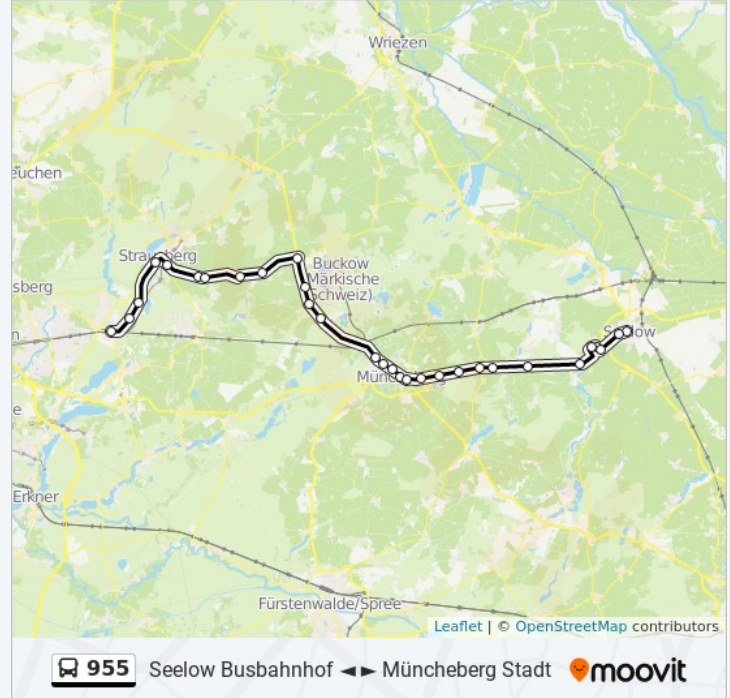 Wriezen
euchen
Strausberg
Buckow
(Märkische
Schweiz)
sberg
n
Seelow
Müncheberg
e
Erkner
Fürstenwalde/Spree
Leaflet | © OpenStreetMap contributors
955 Seelow Busbahnhof ◄ ► Müncheberg Stadt moovit